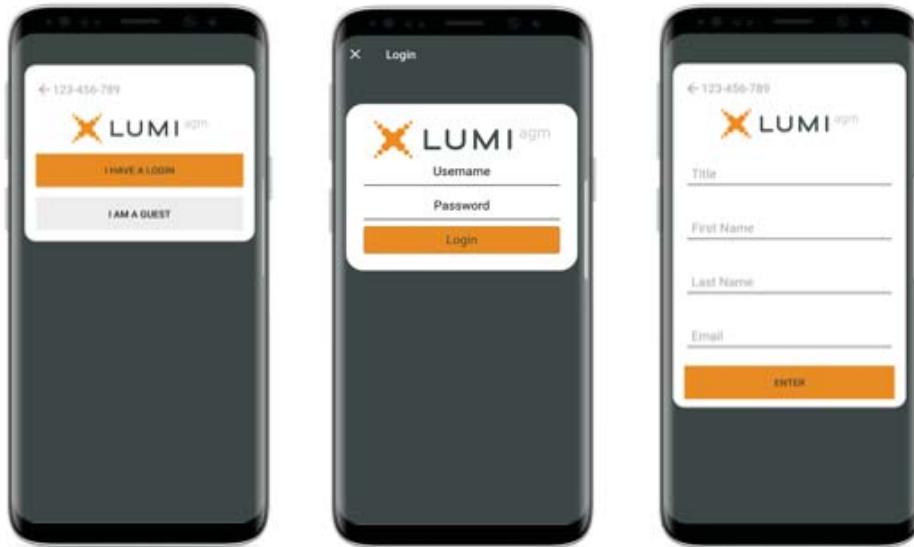 ← 123-456-789
LUMI agm
I HAVE A LOGIN
I AM A GUEST
× Login
LUMI agm
Username
Password
Login
← 123-456-789
LUMI agm
Title
First Name
Last Name
Email
ENTER